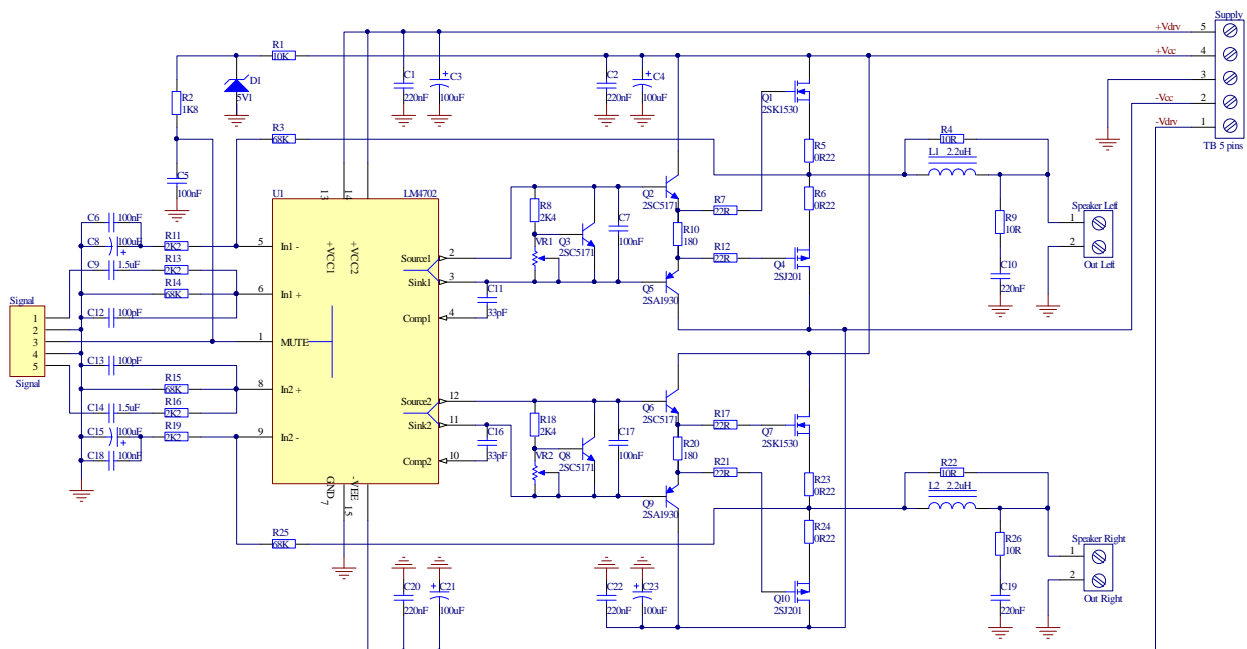 Supply
+Vdrv 5
+Vcc 4
3
-Vcc 2
-Vdrv 1
TB 5 pins
R1
10K
D1
5V1
R2
1K8
C1
220nF
C3
100uF
C2
220nF
C4
100uF
Q1
2SK1530
R3
68K
R5
0R22
R4
10R
L1 2.2uH
C5
100nF
U1
LM4702
R6
0R22
Q2
2SC5171
R7
22R
R8
2K4
C7
100nF
Q3
2SC5171
VR1
R10
180
R12
22R
Q4
2SJ201
Q5
2SA1930
R9
10R
C10
220nF
Speaker Left
1
2
Out Left
C6 100nF
C8 100uF
R11
2K2
C9 1.5uF
R13
2K2
R14
68K
C12 100pF
13
14
+VCC1
+VCC2
5 In1 -
6 In1 +
1 MUTE
8 In2 +
9 In2 -
Source1 2
Sink1 3
Comp1 4
Source2 12
Sink2 11
Comp2 10
GND 7
-VEE 15
C11
33pF
Signal
1
2
3
4
5
Signal
C13 100pF
R15
68K
C14 1.5uF
R16
2K2
C15 100uF
R19
2K2
C18 100nF
C16
33pF
R18
2K4
VR2
Q8
2SC5171
C17
100nF
Q6
2SC5171
R17
22R
R20
180
R21
22R
Q7
2SK1530
Q9
2SA1930
R23
0R22
R24
0R22
R22
10R
L2 2.2uH
R25
68K
R26
10R
Speaker Right
1
2
Out Right
C20
220nF
C21
100uF
C22
220nF
C23
100uF
Q10
2SJ201
C19
220nF